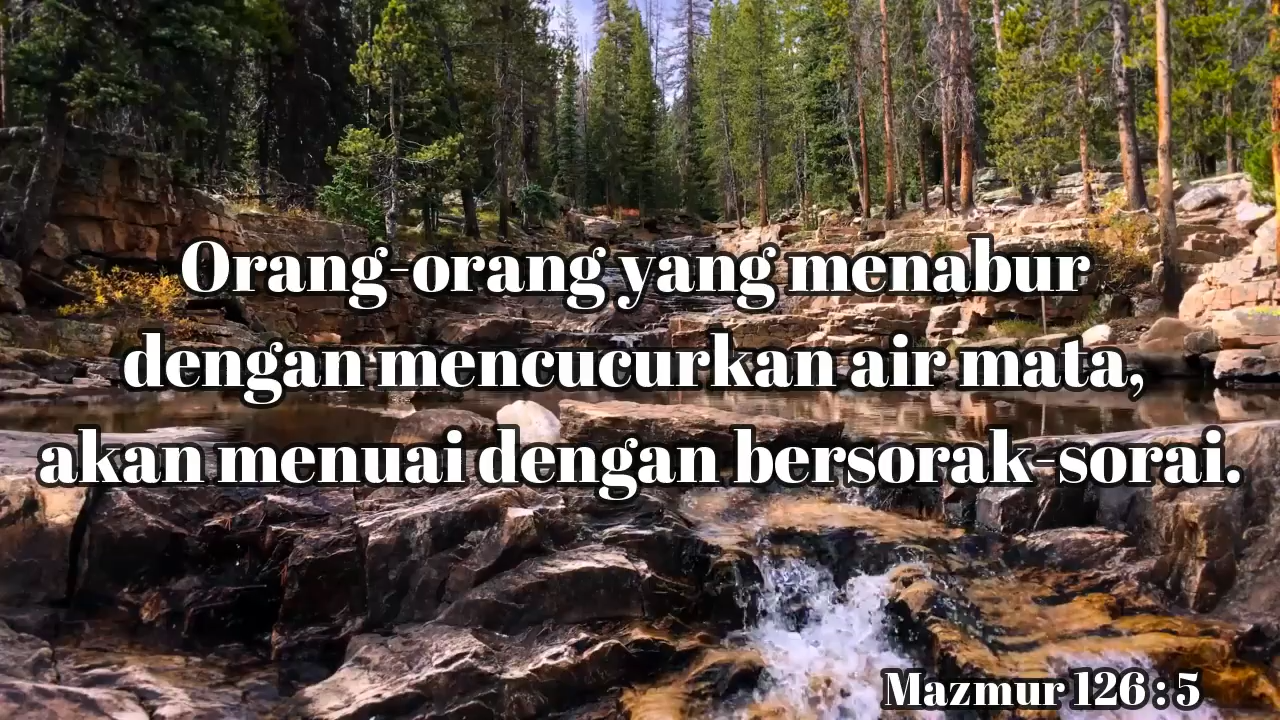 Orang-orang yang menabur
dengan mencucurkan air mata,
akan menuai dengan bersorak-sorai.
Mazmur 126 : 5